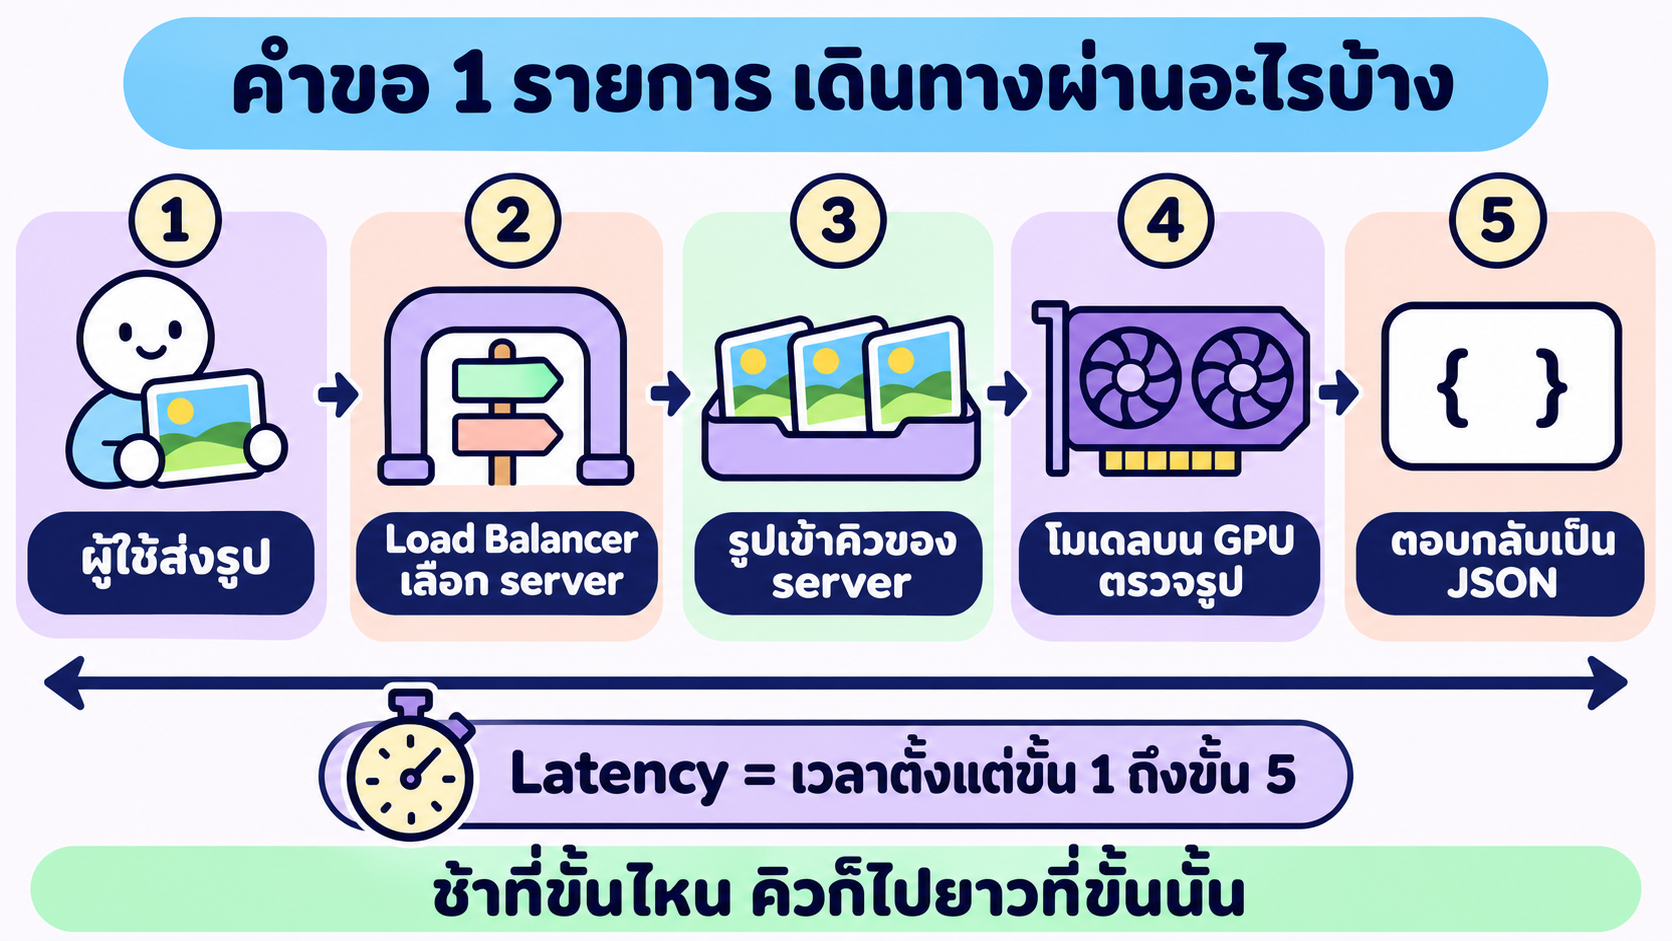 คำขอ 1 รายการ เดินทางผ่านอะไรบ้าง
1
ผู้ใช้ส่งรูป
2
Load Balancer
เลือก server
3
รูปเข้าคิวของ
server
4
โมเดลบน GPU
ตรวจรูป
5
{ }
ตอบกลับเป็น
JSON
Latency = เวลาตั้งแต่ขั้น 1 ถึงขั้น 5
ช้าที่ขั้นไหน คิวก็ไปยาวที่ขั้นนั้น